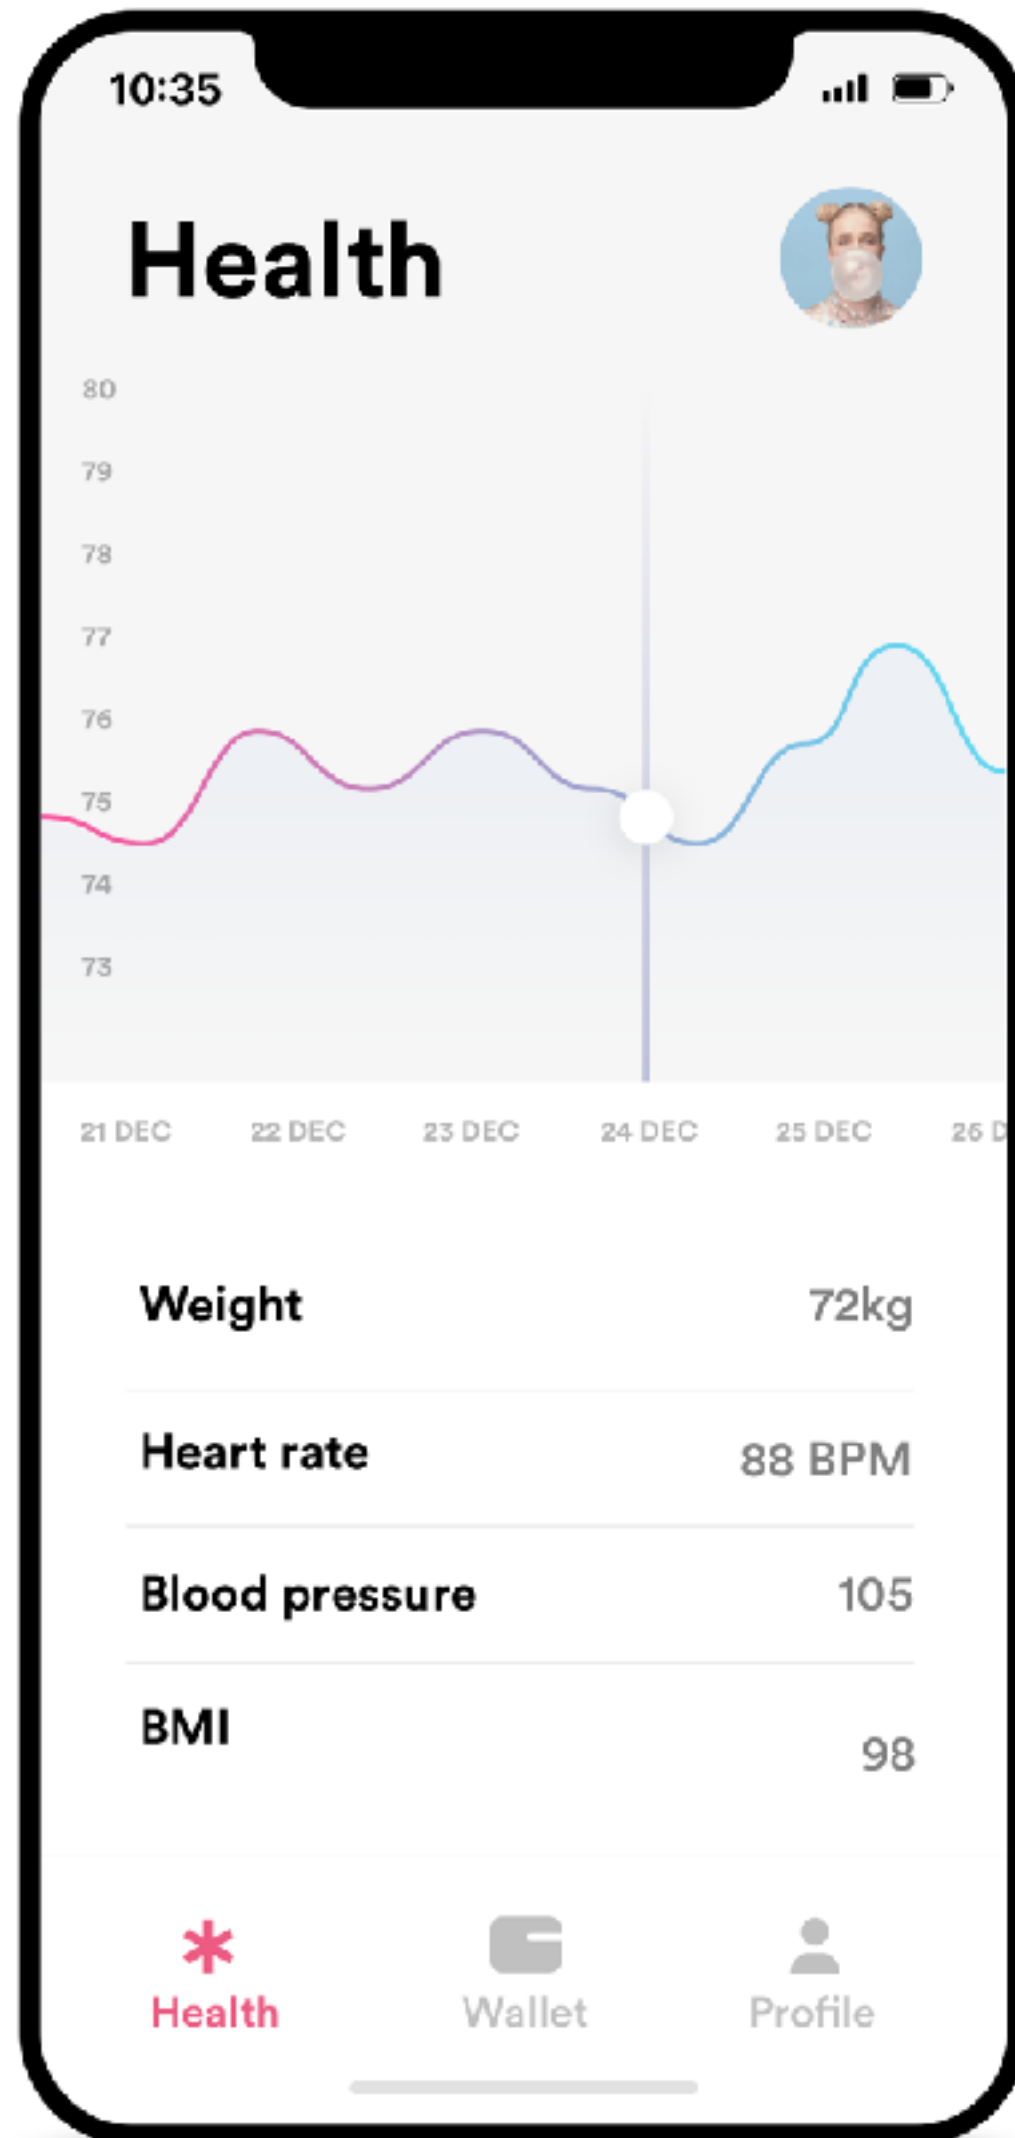 10:35
Health
80
79
78
77
76
75
74
73
21 DEC 22 DEC 23 DEC 24 DEC 25 DEC 26 D
Weight 72kg
Heart rate 88 BPM
Blood pressure 105
BMI 98
Health Wallet Profile